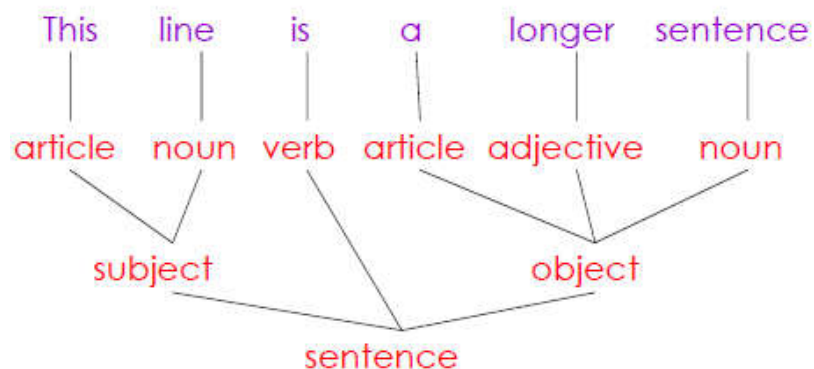 This line is a longer sentence
article noun verb article adjective noun
subject object
sentence